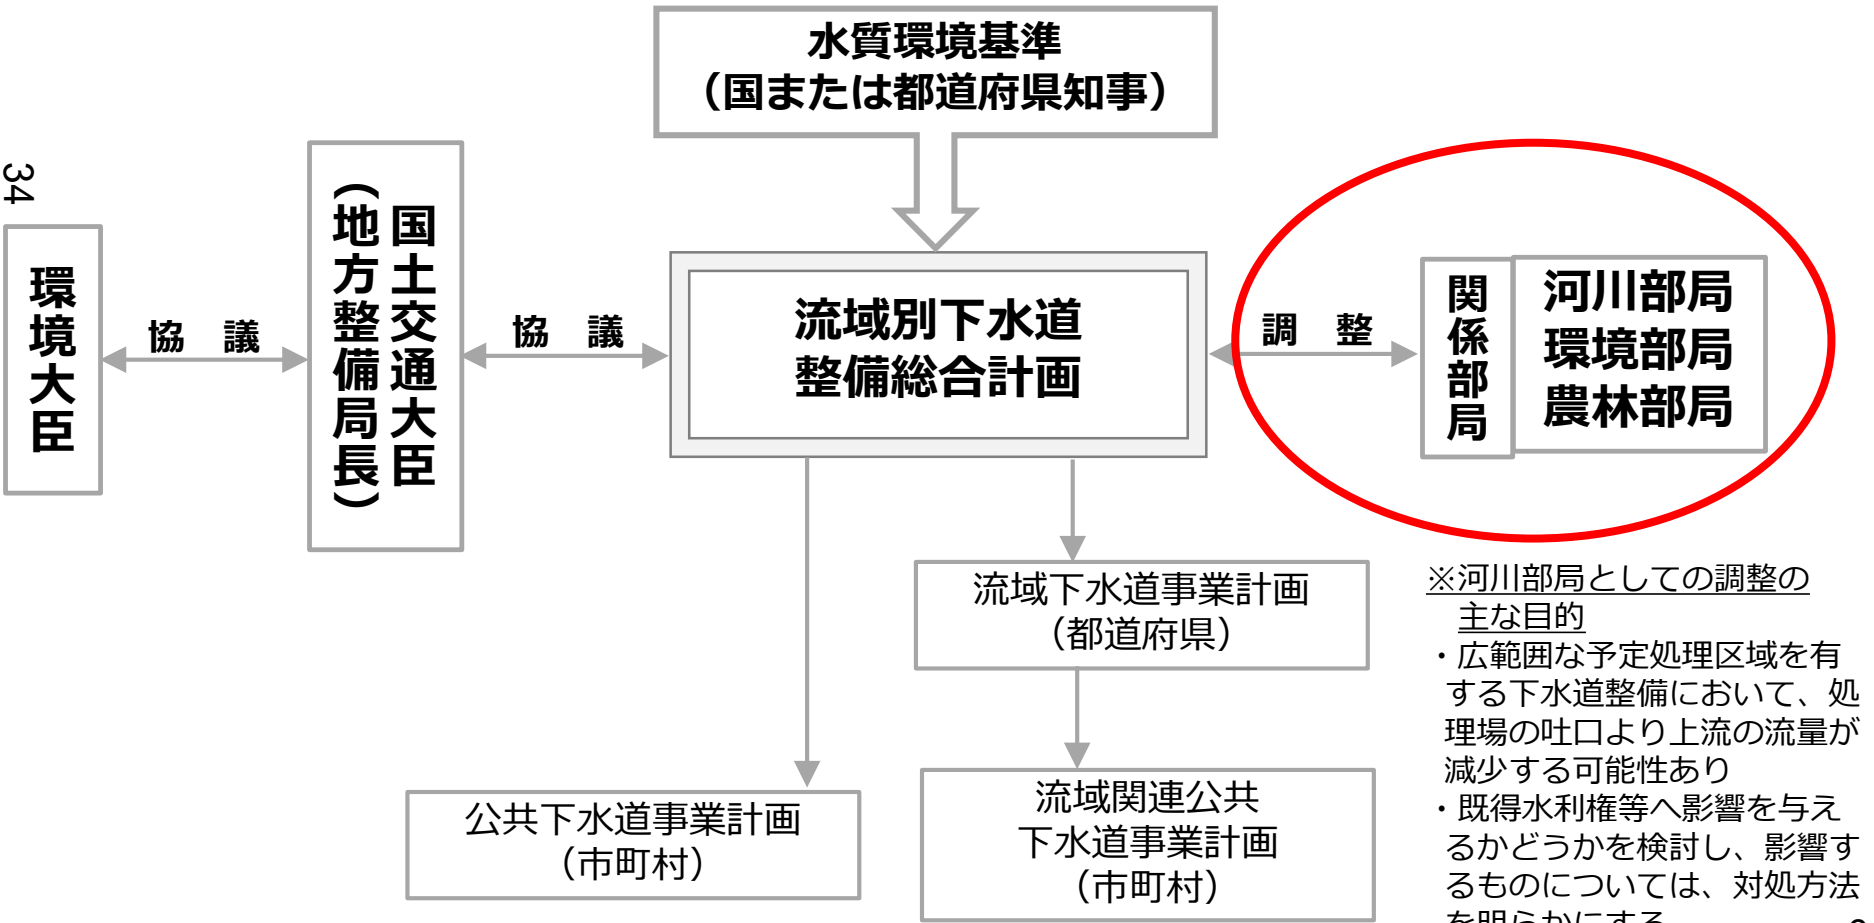 水質環境基準
（国または都道府県知事）
34
環境大臣
協　議
国土交通大臣
（地方整備局長）
協　議
流域別下水道
整備総合計画
調　整
関係部局
河川部局
環境部局
農林部局
流域下水道事業計画
（都道府県）
公共下水道事業計画
（市町村）
流域関連公共
下水道事業計画
（市町村）
※河川部局としての調整の
主な目的
・広範囲な予定処理区域を有
する下水道整備において、処
理場の吐口より上流の流量が
減少する可能性あり
・既得水利権等へ影響を与え
るかどうかを検討し、影響す
るものについては、対処方法
を明らかにする